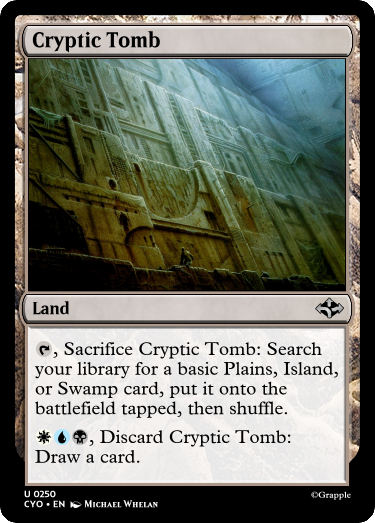 Cryptic Tomb
Land
, Sacrifice Cryptic Tomb: Search
your library for a basic Plains, Island,
or Swamp card, put it onto the
battlefield tapped, then shuffle.
, Discard Cryptic Tomb:
Draw a card.
U 0250
CYO • EN Michael Whelan
©Grapple